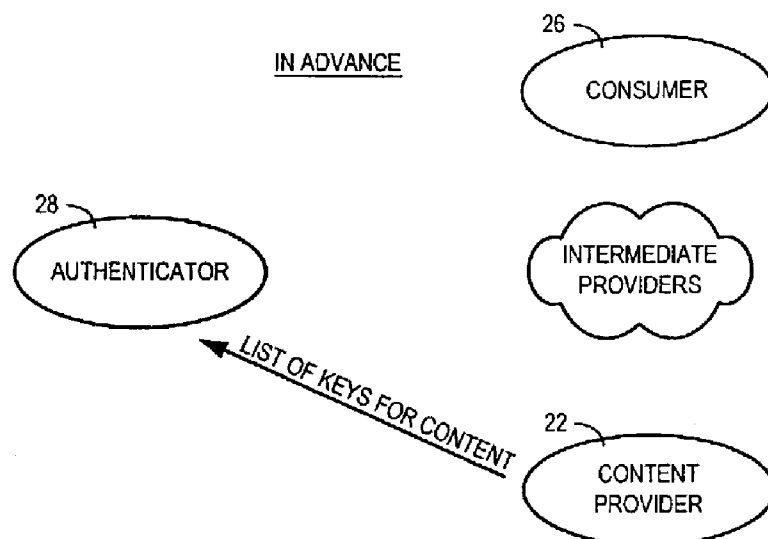 26
IN ADVANCE
CONSUMER
28
AUTHENTICATOR
INTERMEDIATE
PROVIDERS
LIST OF KEYS FOR CONTENT
22
CONTENT
PROVIDER